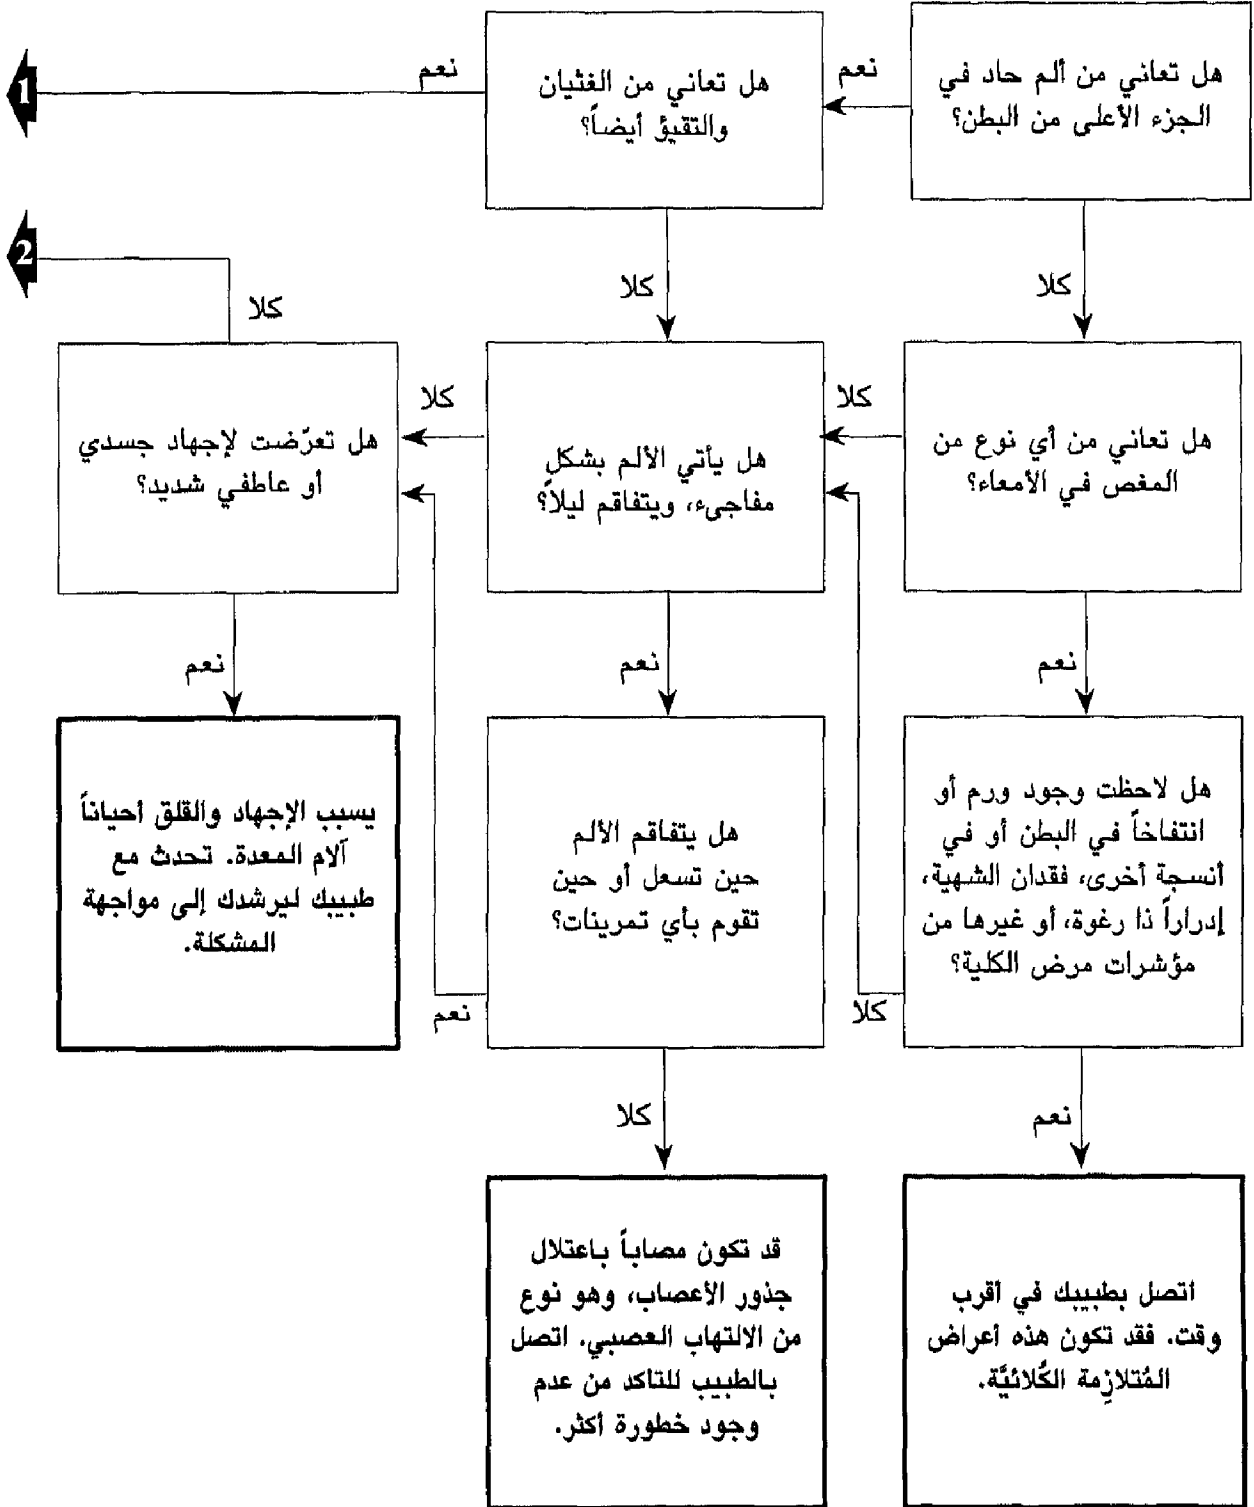 هل تعاني من ألم حاد في
الجزء الأعلى من البطن؟
نعم
هل تعاني من الغثيان
والتقيؤ أيضاً؟
نعم
1
كلا
كلا
2
كلا
هل تعاني من أي نوع من
المغص في الأمعاء؟
كلا
هل يأتي الألم بشكلٍ
مفاجىء، ويتفاقم ليلاً؟
كلا
هل تعرّضت لإجهاد جسدي
أو عاطفي شديد؟
نعم
نعم
نعم
هل لاحظت وجود ورم أو
انتفاخاً في البطن أو في
أنسجة أخرى، فقدان الشهية،
إدراراً ذا رغوة، أو غيرها من
مؤشرات مرض الكلية؟
كلا
هل يتفاقم الألم
حين تسعل أو حين
تقوم بأي تمرينات؟
نعم
يسبب الإجهاد والقلق أحياناً
آلام المعدة. تحدث مع
طبيبك ليرشدك إلى مواجهة
المشكلة.
نعم
كلا
اتصل بطبيبك في أقرب
وقت. فقد تكون هذه أعراض
المُتلازِمة الكُلائيَّة.
قد تكون مصاباً باعتلال
جذور الأعصاب، وهو نوع
من الالتهاب العصبي. اتصل
بالطبيب للتأكد من عدم
وجود خطورة أكثر.